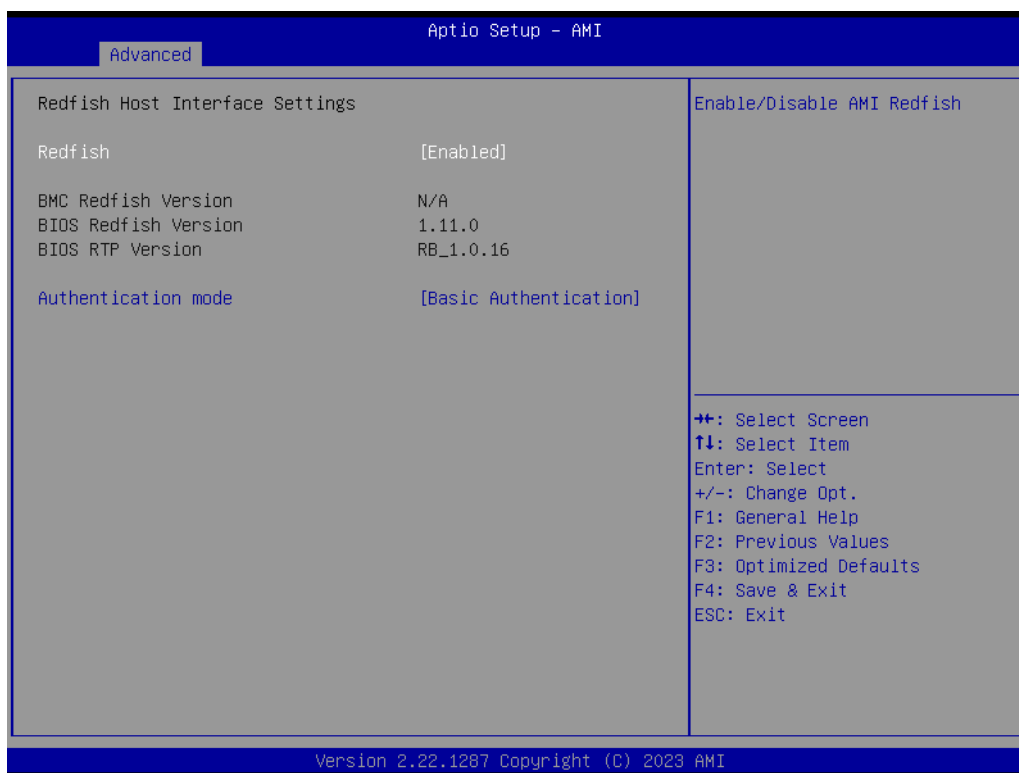 Aptio Setup – AMI
Advanced
Redfish Host Interface Settings
Redfish [Enabled]
BMC Redfish Version N/A
BIOS Redfish Version 1.11.0
BIOS RTP Version RB_1.0.16
Authentication mode [Basic Authentication]
Enable/Disable AMI Redfish
→←: Select Screen
↑↓: Select Item
Enter: Select
+/-: Change Opt.
F1: General Help
F2: Previous Values
F3: Optimized Defaults
F4: Save & Exit
ESC: Exit
Version 2.22.1287 Copyright (C) 2023 AMI